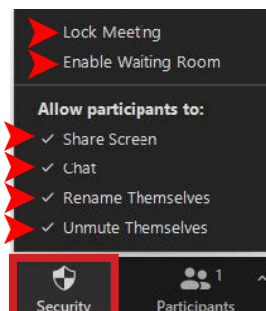 Lock Meeting
Enable Waiting Room
Allow participants to:
✓ Share Screen
✓ Chat
✓ Rename Themselves
✓ Unmute Themselves
1
Security Participants